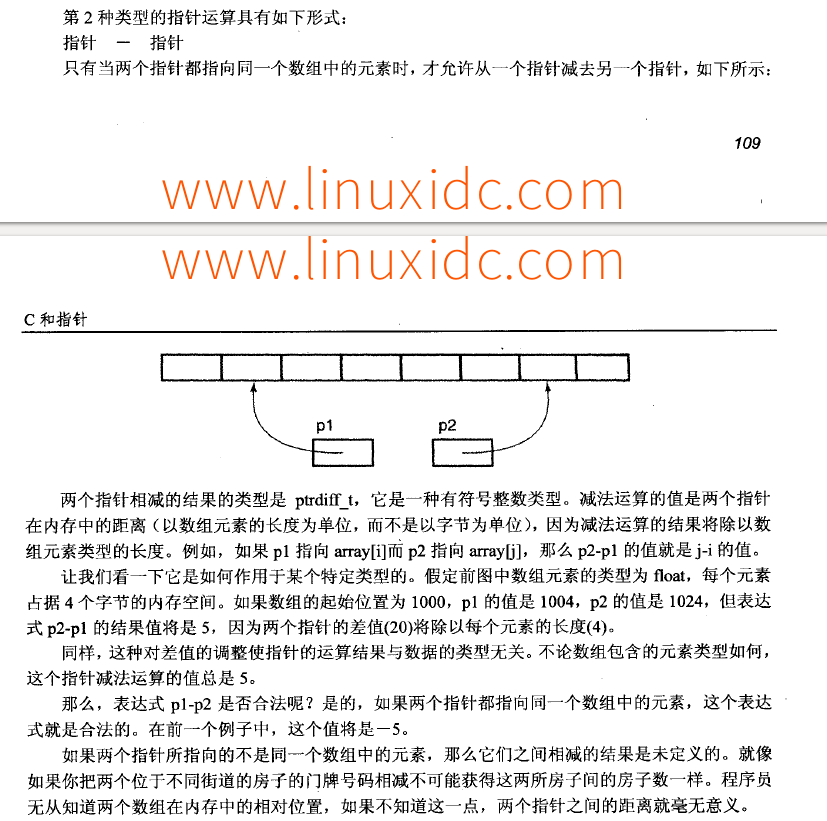 第 2 种类型的指针运算具有如下形式：
指针 － 指针
只有当两个指针都指向同一个数组中的元素时，才允许从一个指针减去另一个指针，如下所示：
109
www.linuxidc.com
www.linuxidc.com
C 和指针
p1 p2
两个指针相减的结果的类型是 ptrdiff_t，它是一种有符号整数类型。减法运算的值是两个指针
在内存中的距离（以数组元素的长度为单位，而不是以字节为单位），因为减法运算的结果将除以数
组元素类型的长度。例如，如果 p1 指向 array[i]而 p2 指向 array[j]，那么 p2-p1 的值就是 j-i 的值。
让我们看一下它是如何作用于某个特定类型的。假定前图中数组元素的类型为 float，每个元素
占据 4 个字节的内存空间。如果数组的起始位置为 1000，p1 的值是 1004，p2 的值是 1024，但表达
式 p2-p1 的结果值将是 5，因为两个指针的差值(20)将除以每个元素的长度(4)。
同样，这种对差值的调整使指针的运算结果与数据的类型无关。不论数组包含的元素类型如何，
这个指针减法运算的值总是 5。
那么，表达式 p1-p2 是否合法呢？是的，如果两个指针都指向同一个数组中的元素，这个表达
式就是合法的。在前一个例子中，这个值将是－5。
如果两个指针所指向的不是同一个数组中的元素，那么它们之间相减的结果是未定义的。就像
如果你把两个位于不同街道的房子的门牌号码相减不可能获得这两所房子间的房子数一样。程序员
无从知道两个数组在内存中的相对位置，如果不知道这一点，两个指针之间的距离就毫无意义。